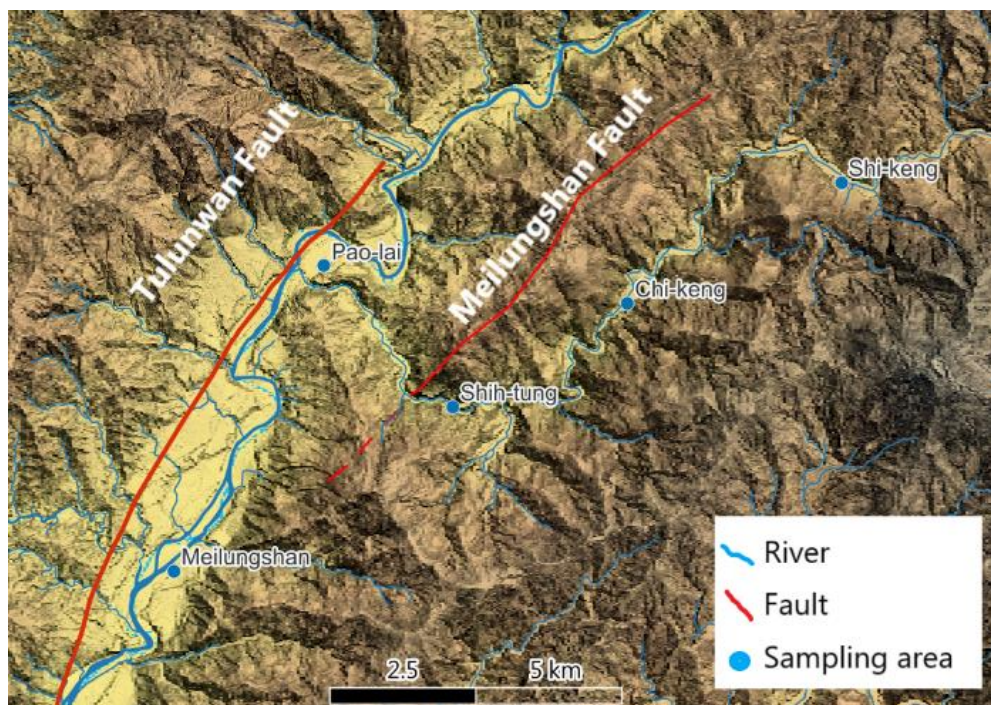 Tulunwan Fault
Meilungshan Fault
Shi-keng
Pao-lai
Chi-keng
Shih-tung
Meilungshan
River
Fault
Sampling area
2.5
5 km